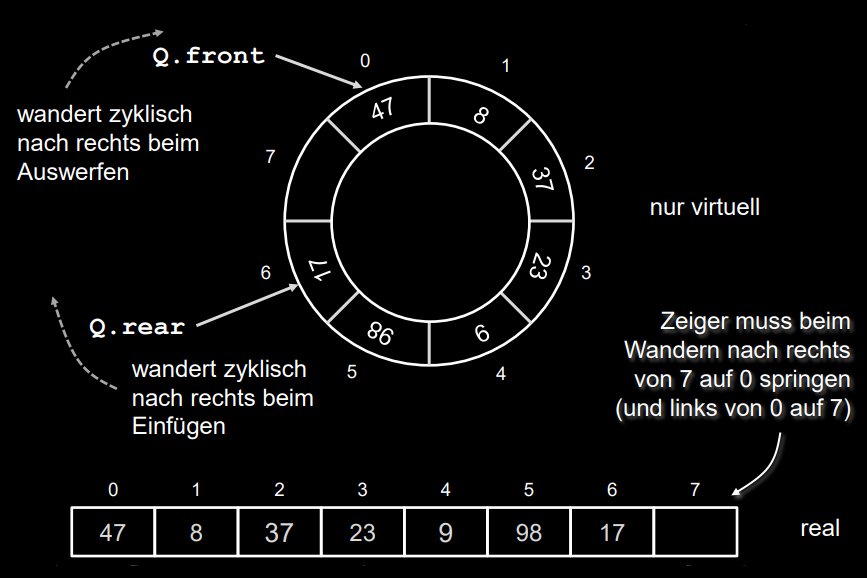 Q.front
0
1
wandert zyklisch
nach rechts beim
Auswerfen
47
8
7
2
37
nur virtuell
17
23
6
3
Q.rear
98
9
5
4
wandert zyklisch
nach rechts beim
Einfügen
Zeiger muss beim
Wandern nach rechts
von 7 auf 0 springen
(und links von 0 auf 7)
0 1 2 3 4 5 6 7
47 8 37 23 9 98 17
real